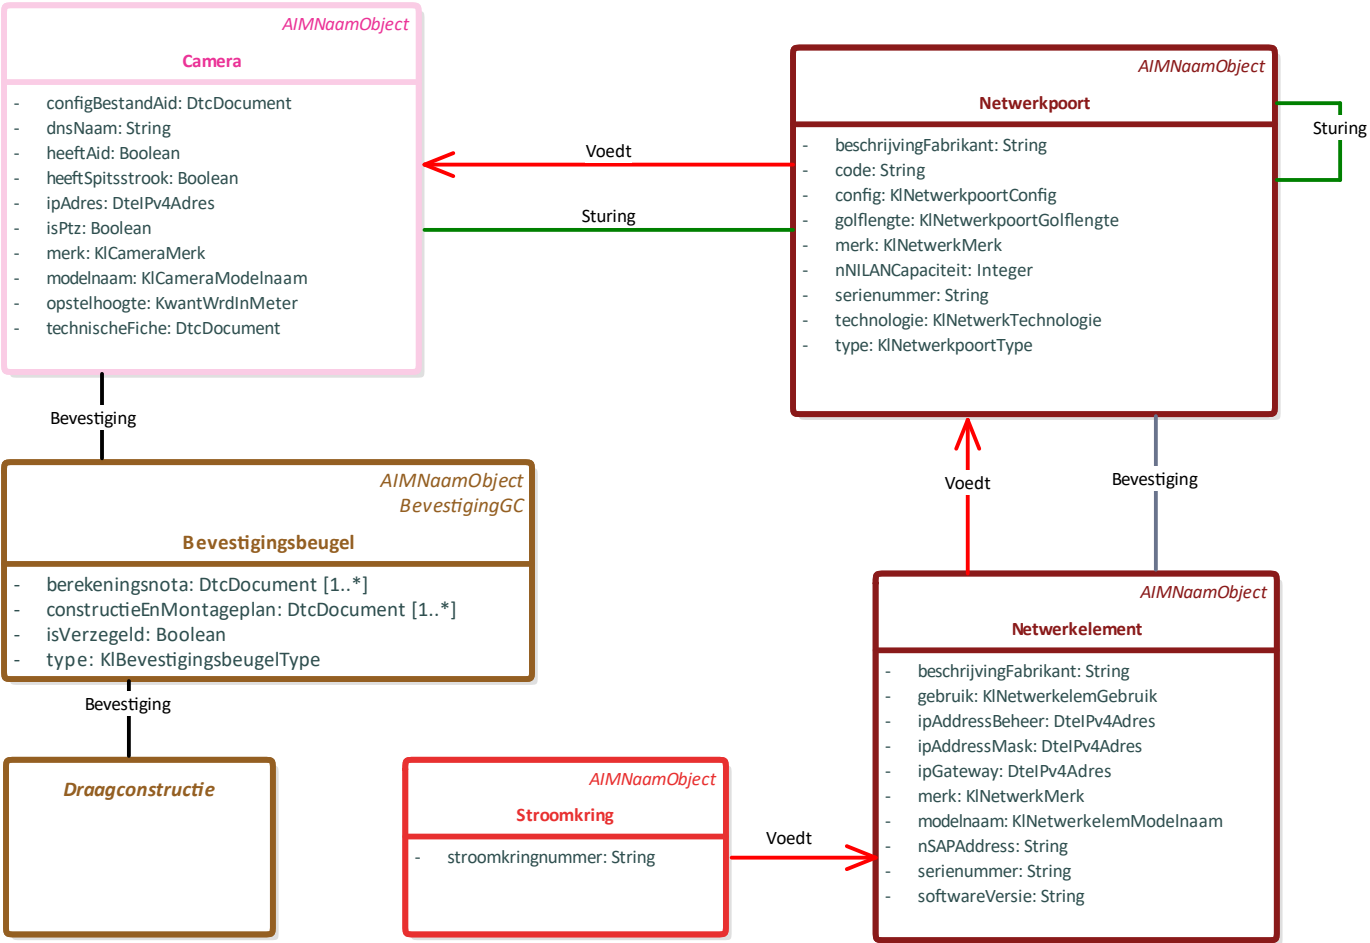 AIMNaamObject
Camera
- configBestandAid: DtcDocument
- dnsNaam: String
- heeftAid: Boolean
- heeftSpitsstrook: Boolean
- ipAdres: DteIPv4Adres
- isPtz: Boolean
- merk: KlCameraMerk
- modelnaam: KlCameraModelnaam
- opstelhoogte: KwantWrdInMeter
- technischeFiche: DtcDocument
Voedt
Sturing
AIMNaamObject
Netwerkpoort
- beschrijvingFabrikant: String
- code: String
- config: KlNetwerkpoortConfig
- golflengte: KlNetwerkpoortGolflengte
- merk: KlNetwerkMerk
- nNILANCapaciteit: Integer
- serienummer: String
- technologie: KlNetwerkTechnologie
- type: KlNetwerkpoortType
Sturing
Bevestiging
AIMNaamObject
BevestigingGC
Bevestigingsbeugel
- berekeningsnota: DtcDocument [1..*]
- constructieEnMontageplan: DtcDocument [1..*]
- isVerzegeld: Boolean
- type: KlBevestigingsbeugelType
Voedt
Bevestiging
Bevestiging
Draagconstructie
AIMNaamObject
Stroomkring
- stroomkringnummer: String
Voedt
AIMNaamObject
Netwerkelement
- beschrijvingFabrikant: String
- gebruik: KlNetwerkelemGebruik
- ipAddressBeheer: DteIPv4Adres
- ipAddressMask: DteIPv4Adres
- ipGateway: DteIPv4Adres
- merk: KlNetwerkMerk
- modelnaam: KlNetwerkelemModelnaam
- nSAPAddress: String
- serienummer: String
- softwareVersie: String